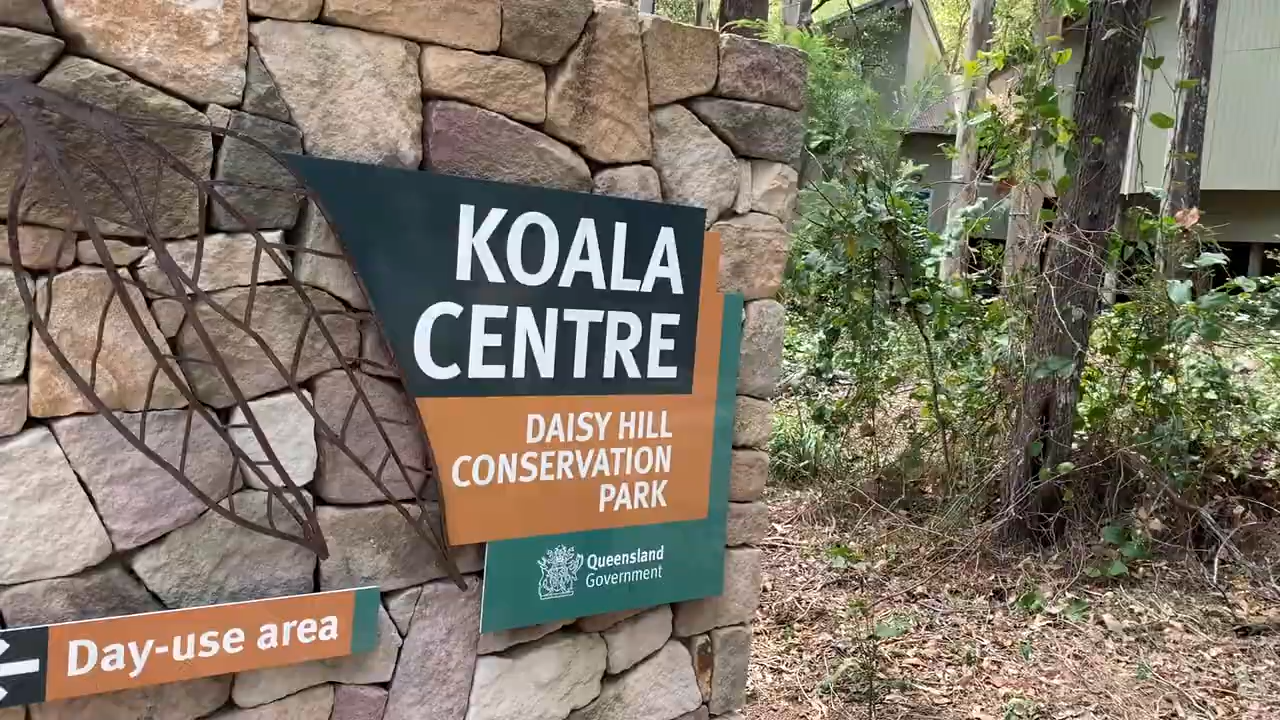 KOALA
CENTRE
DAISY HILL
CONSERVATION
PARK
Queensland
Government
Day-use area